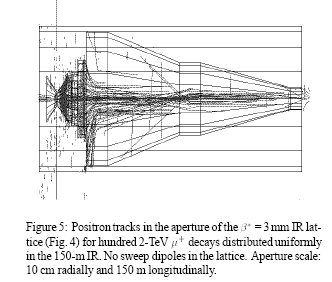 Figure 5: Positron tracks in the aperture of the β* = 3 mm IR lat-
tice (Fig. 4) for hundred 2-TeV μ+ decays distributed uniformly
in the 150-m IR. No sweep dipoles in the lattice. Aperture scale:
10 cm radially and 150 m longitudinally.